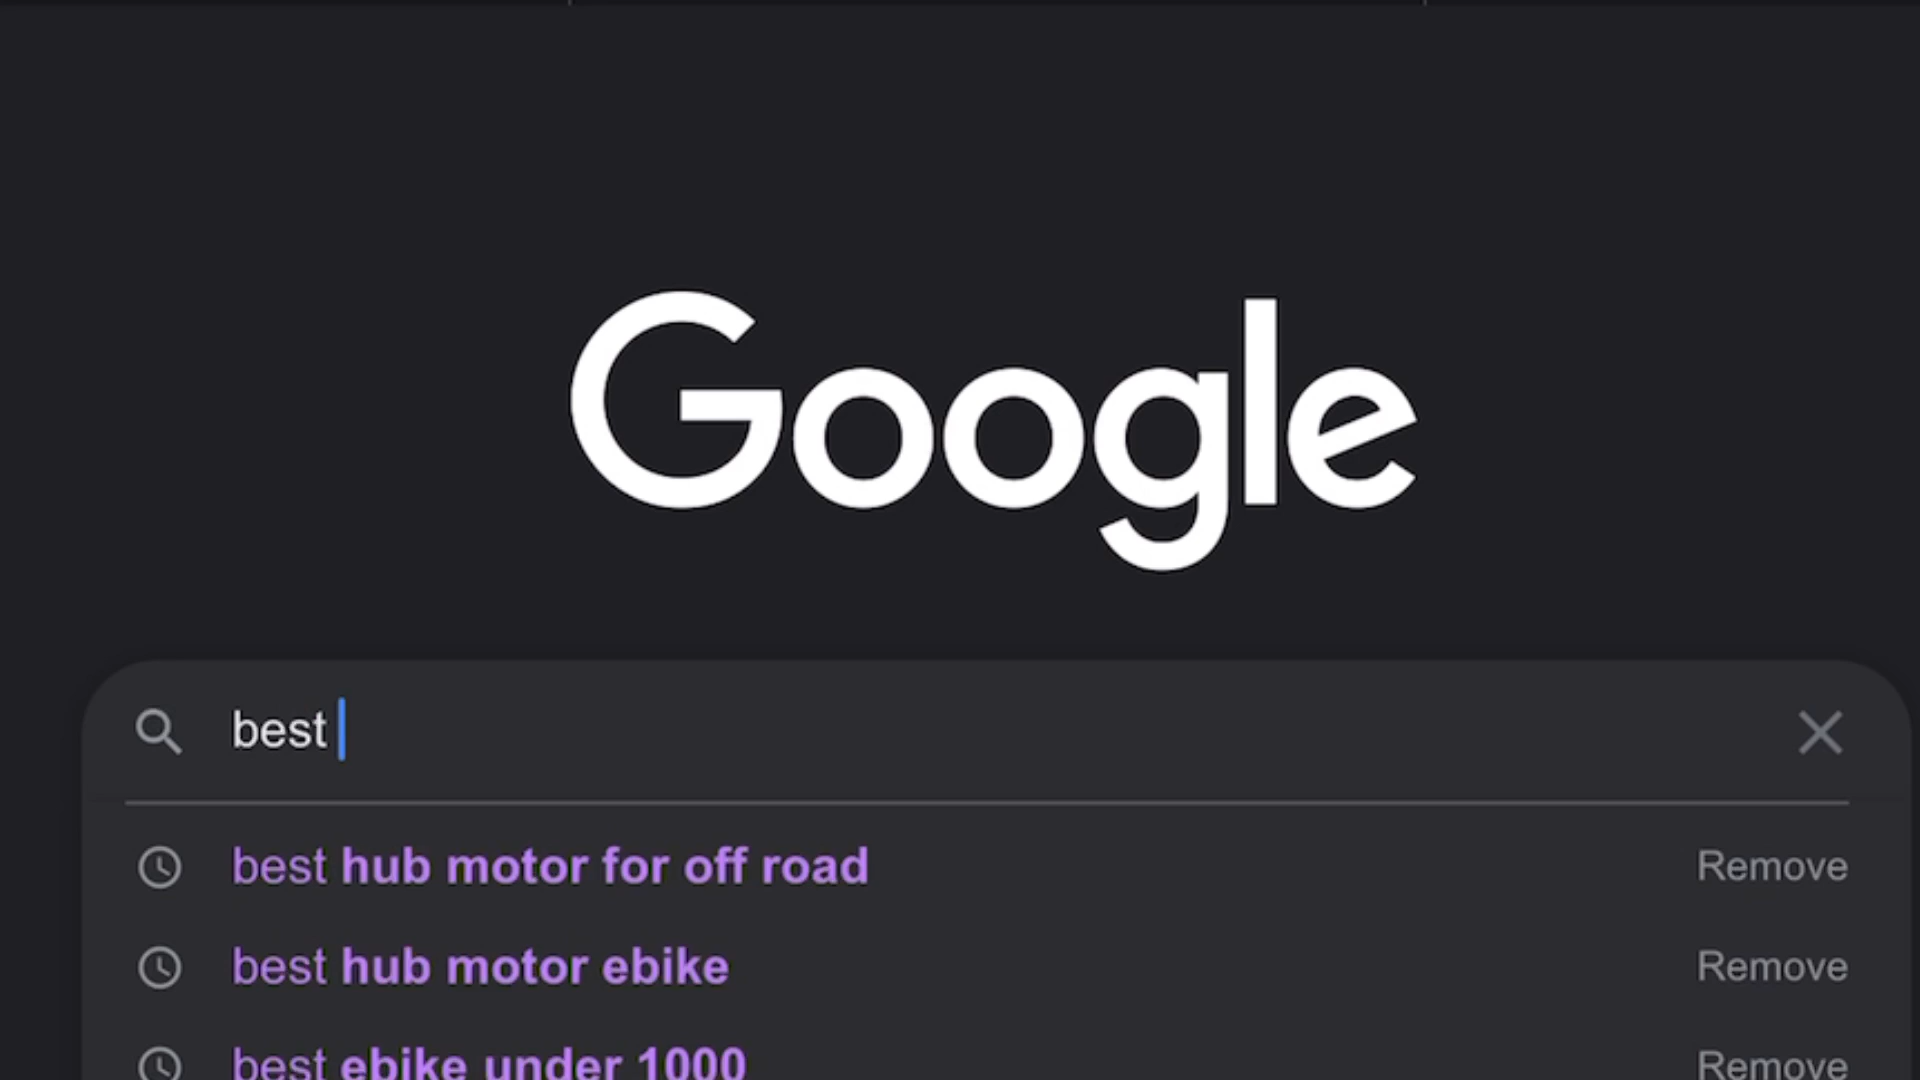 Google
best
best hub motor for off road Remove
best hub motor ebike Remove
best ebike under 1000 Remove